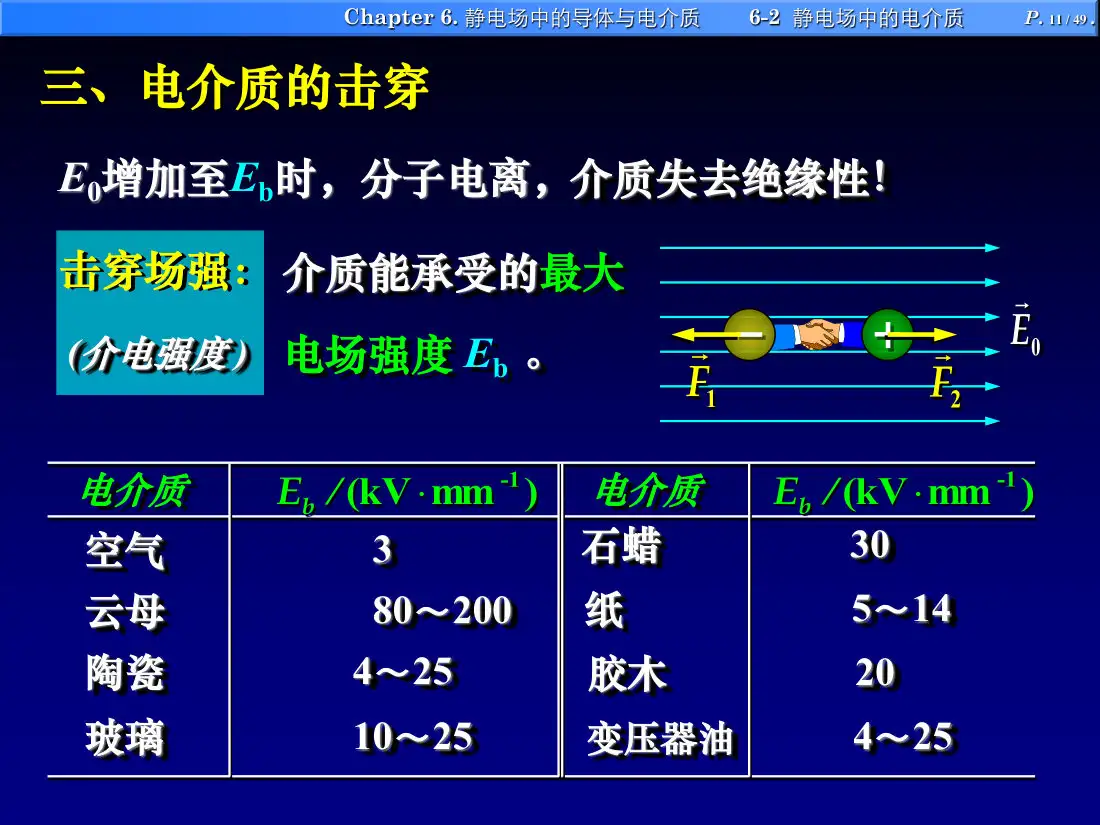 Chapter 6. 静电场中的导体与电介质 6-2 静电场中的电介质 P. 11 / 49 .
三、电介质的击穿
E0增加至Eb时，分子电离，介质失去绝缘性！
击穿场强： 介质能承受的最大
(介电强度) 电场强度 Eb 。
E0
F1 F2
电介质 Eb /(kV·mm-1) 电介质 Eb /(kV·mm-1)
空气 3 石蜡 30
云母 80～200 纸 5～14
陶瓷 4～25 胶木 20
玻璃 10～25 变压器油 4～25